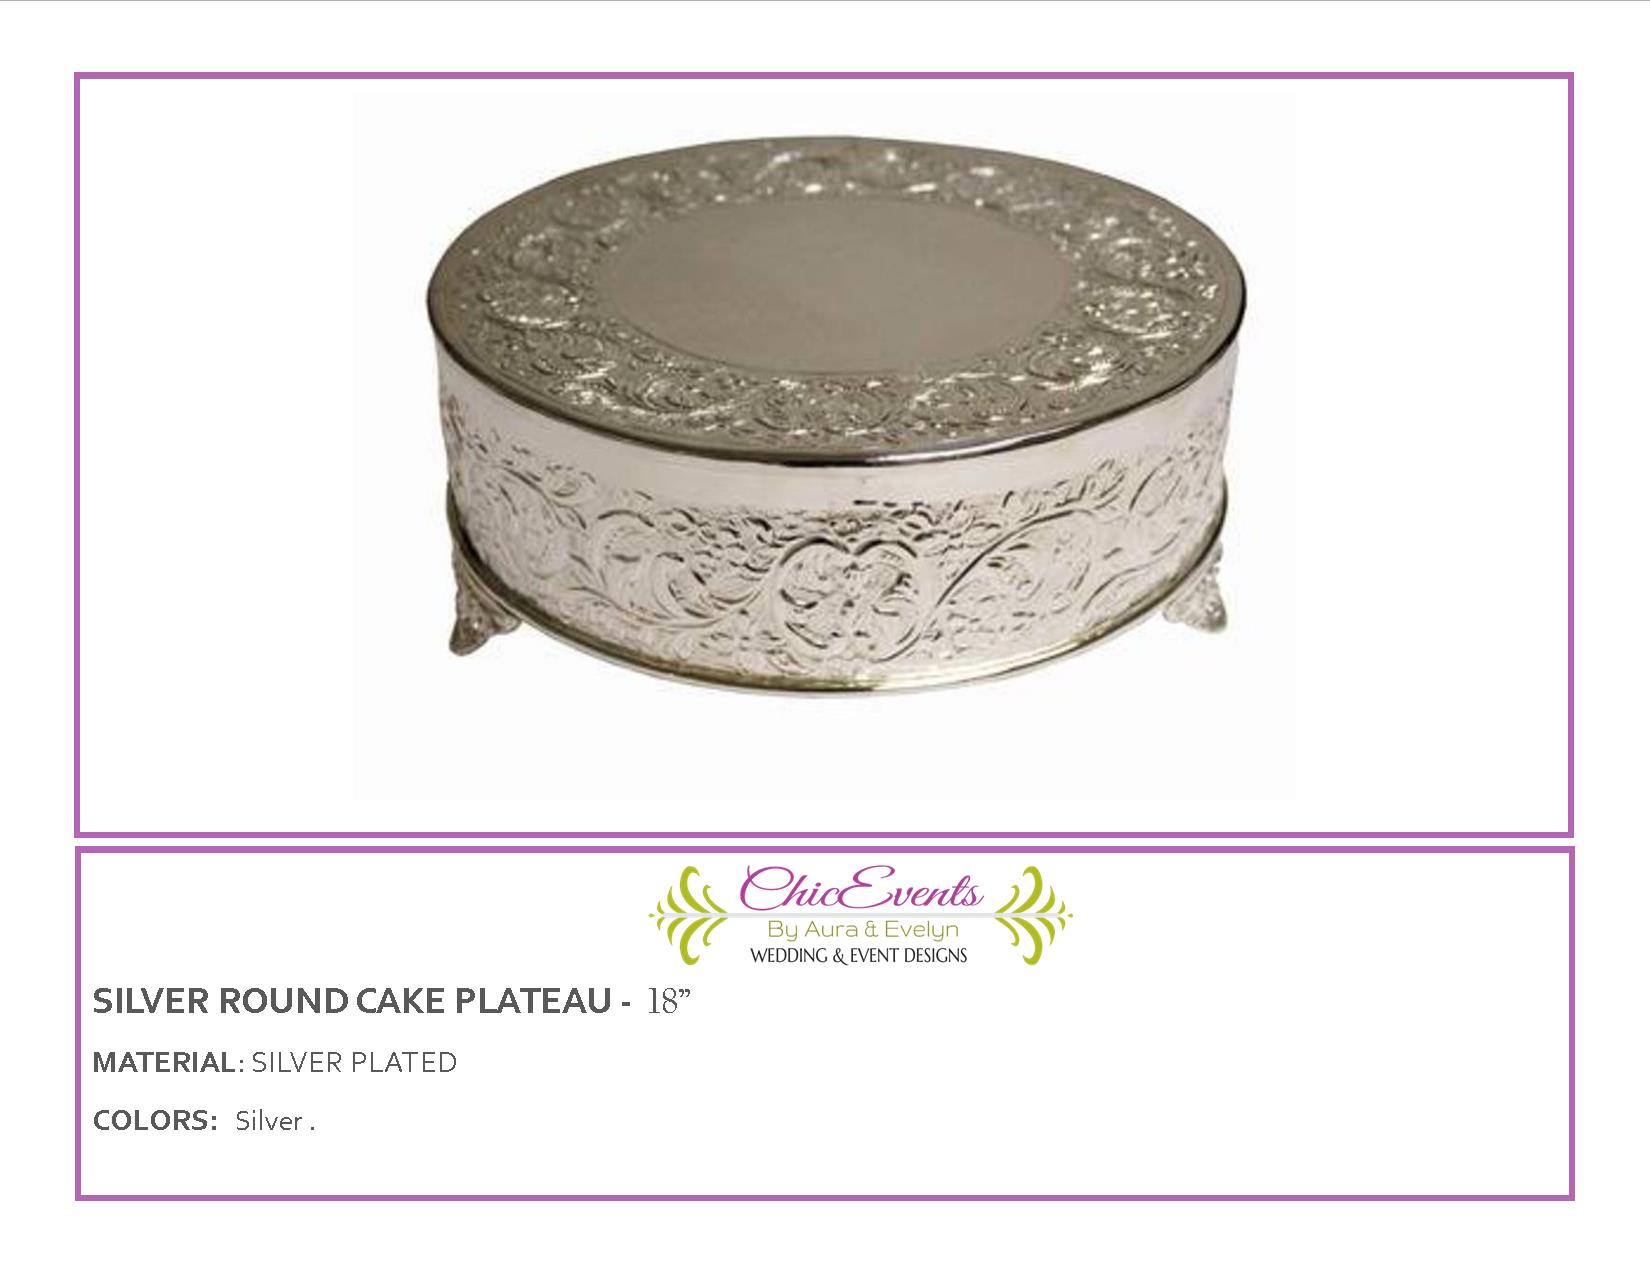 ChicEvents
By Aura & Evelyn
WEDDING & EVENT DESIGNS
SILVER ROUND CAKE PLATEAU - 18”
MATERIAL: SILVER PLATED
COLORS: Silver .